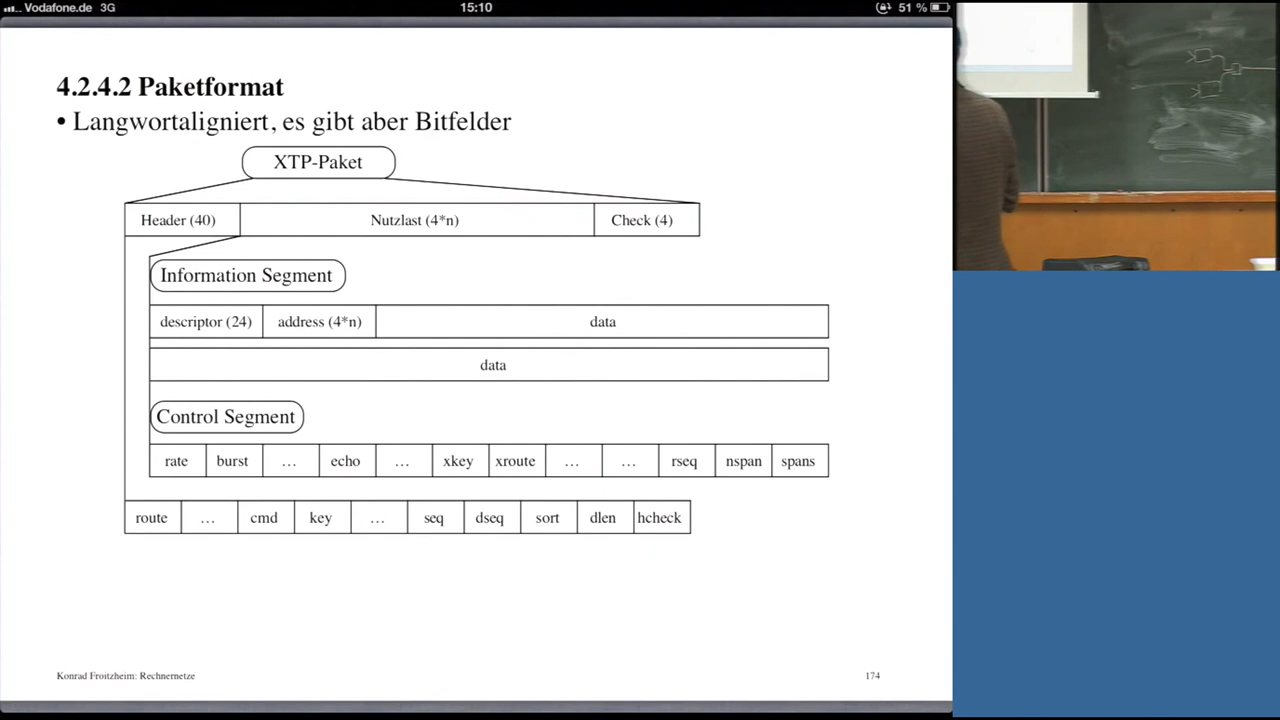 Vodafone.de 3G 15:10 51 %
4.2.4.2 Paketformat
• Langwortaligniert, es gibt aber Bitfelder
XTP-Paket
Header (40) Nutzlast (4*n) Check (4)
Information Segment
descriptor (24) address (4*n) data
data
Control Segment
rate burst … echo … xkey xroute … … rseq nspan spans
route … cmd key … seq dseq sort dlen hcheck
Konrad Froitzheim: Rechnernetze 174